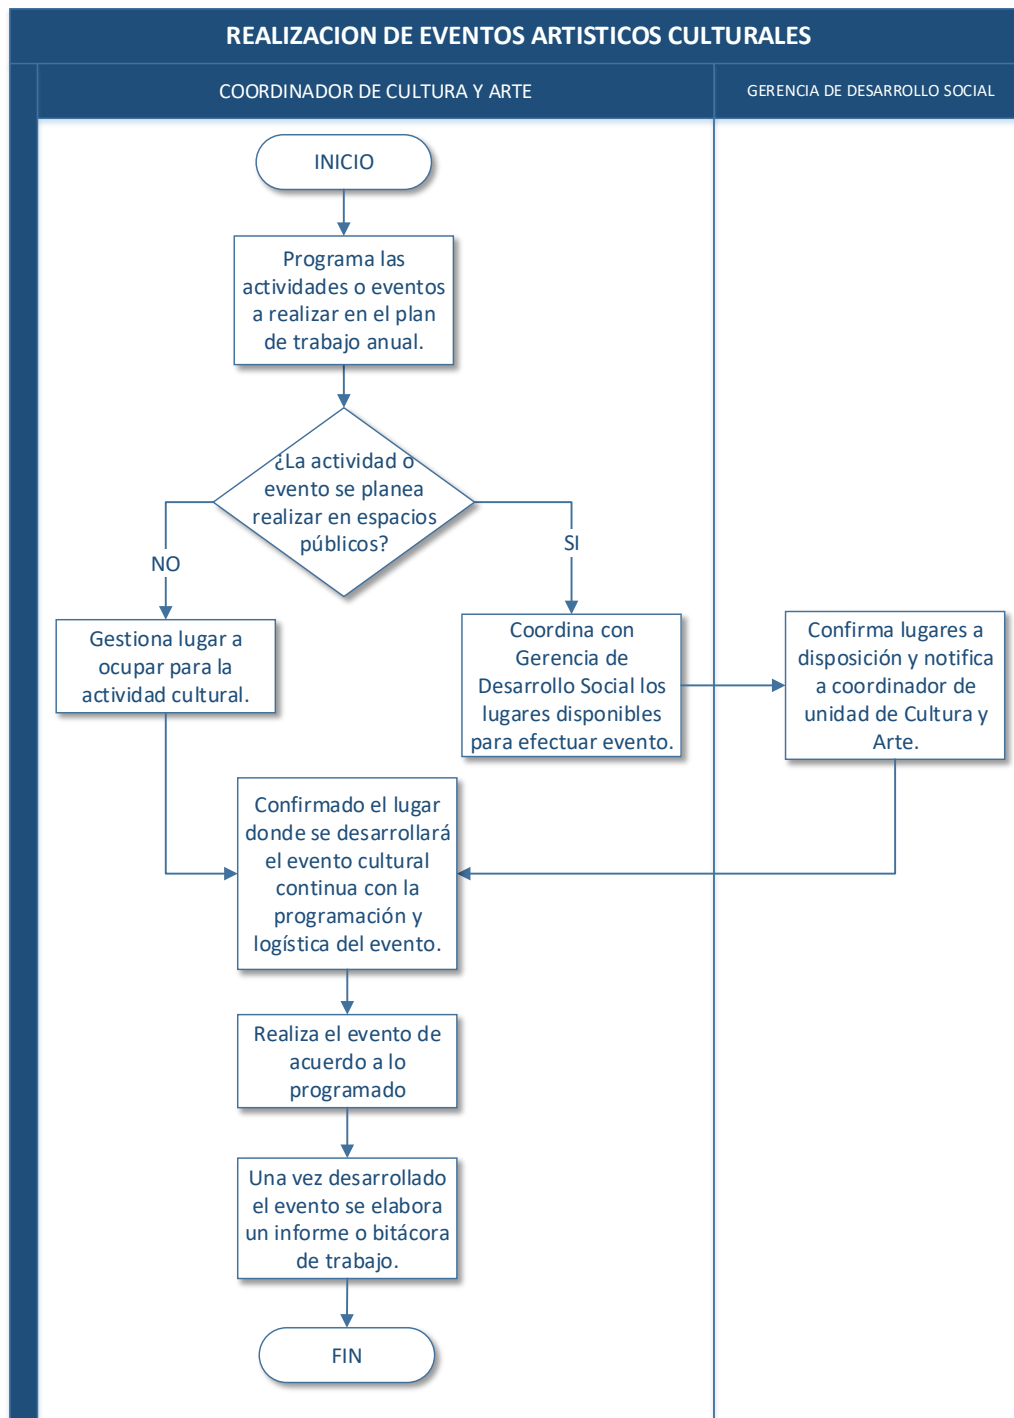 REALIZACION DE EVENTOS ARTISTICOS CULTURALES
COORDINADOR DE CULTURA Y ARTE
GERENCIA DE DESARROLLO SOCIAL
INICIO
Programa las
actividades o eventos
a realizar en el plan
de trabajo anual.
¿La actividad o
evento se planea
realizar en espacios
públicos?
NO
SI
Gestiona lugar a
ocupar para la
actividad cultural.
Coordina con
Gerencia de
Desarrollo Social los
lugares disponibles
para efectuar evento.
Confirma lugares a
disposición y notifica
a coordinador de
unidad de Cultura y
Arte.
Confirmado el lugar
donde se desarrollará
el evento cultural
continua con la
programación y
logística del evento.
Realiza el evento de
acuerdo a lo
programado
Una vez desarrollado
el evento se elabora
un informe o bitácora
de trabajo.
FIN